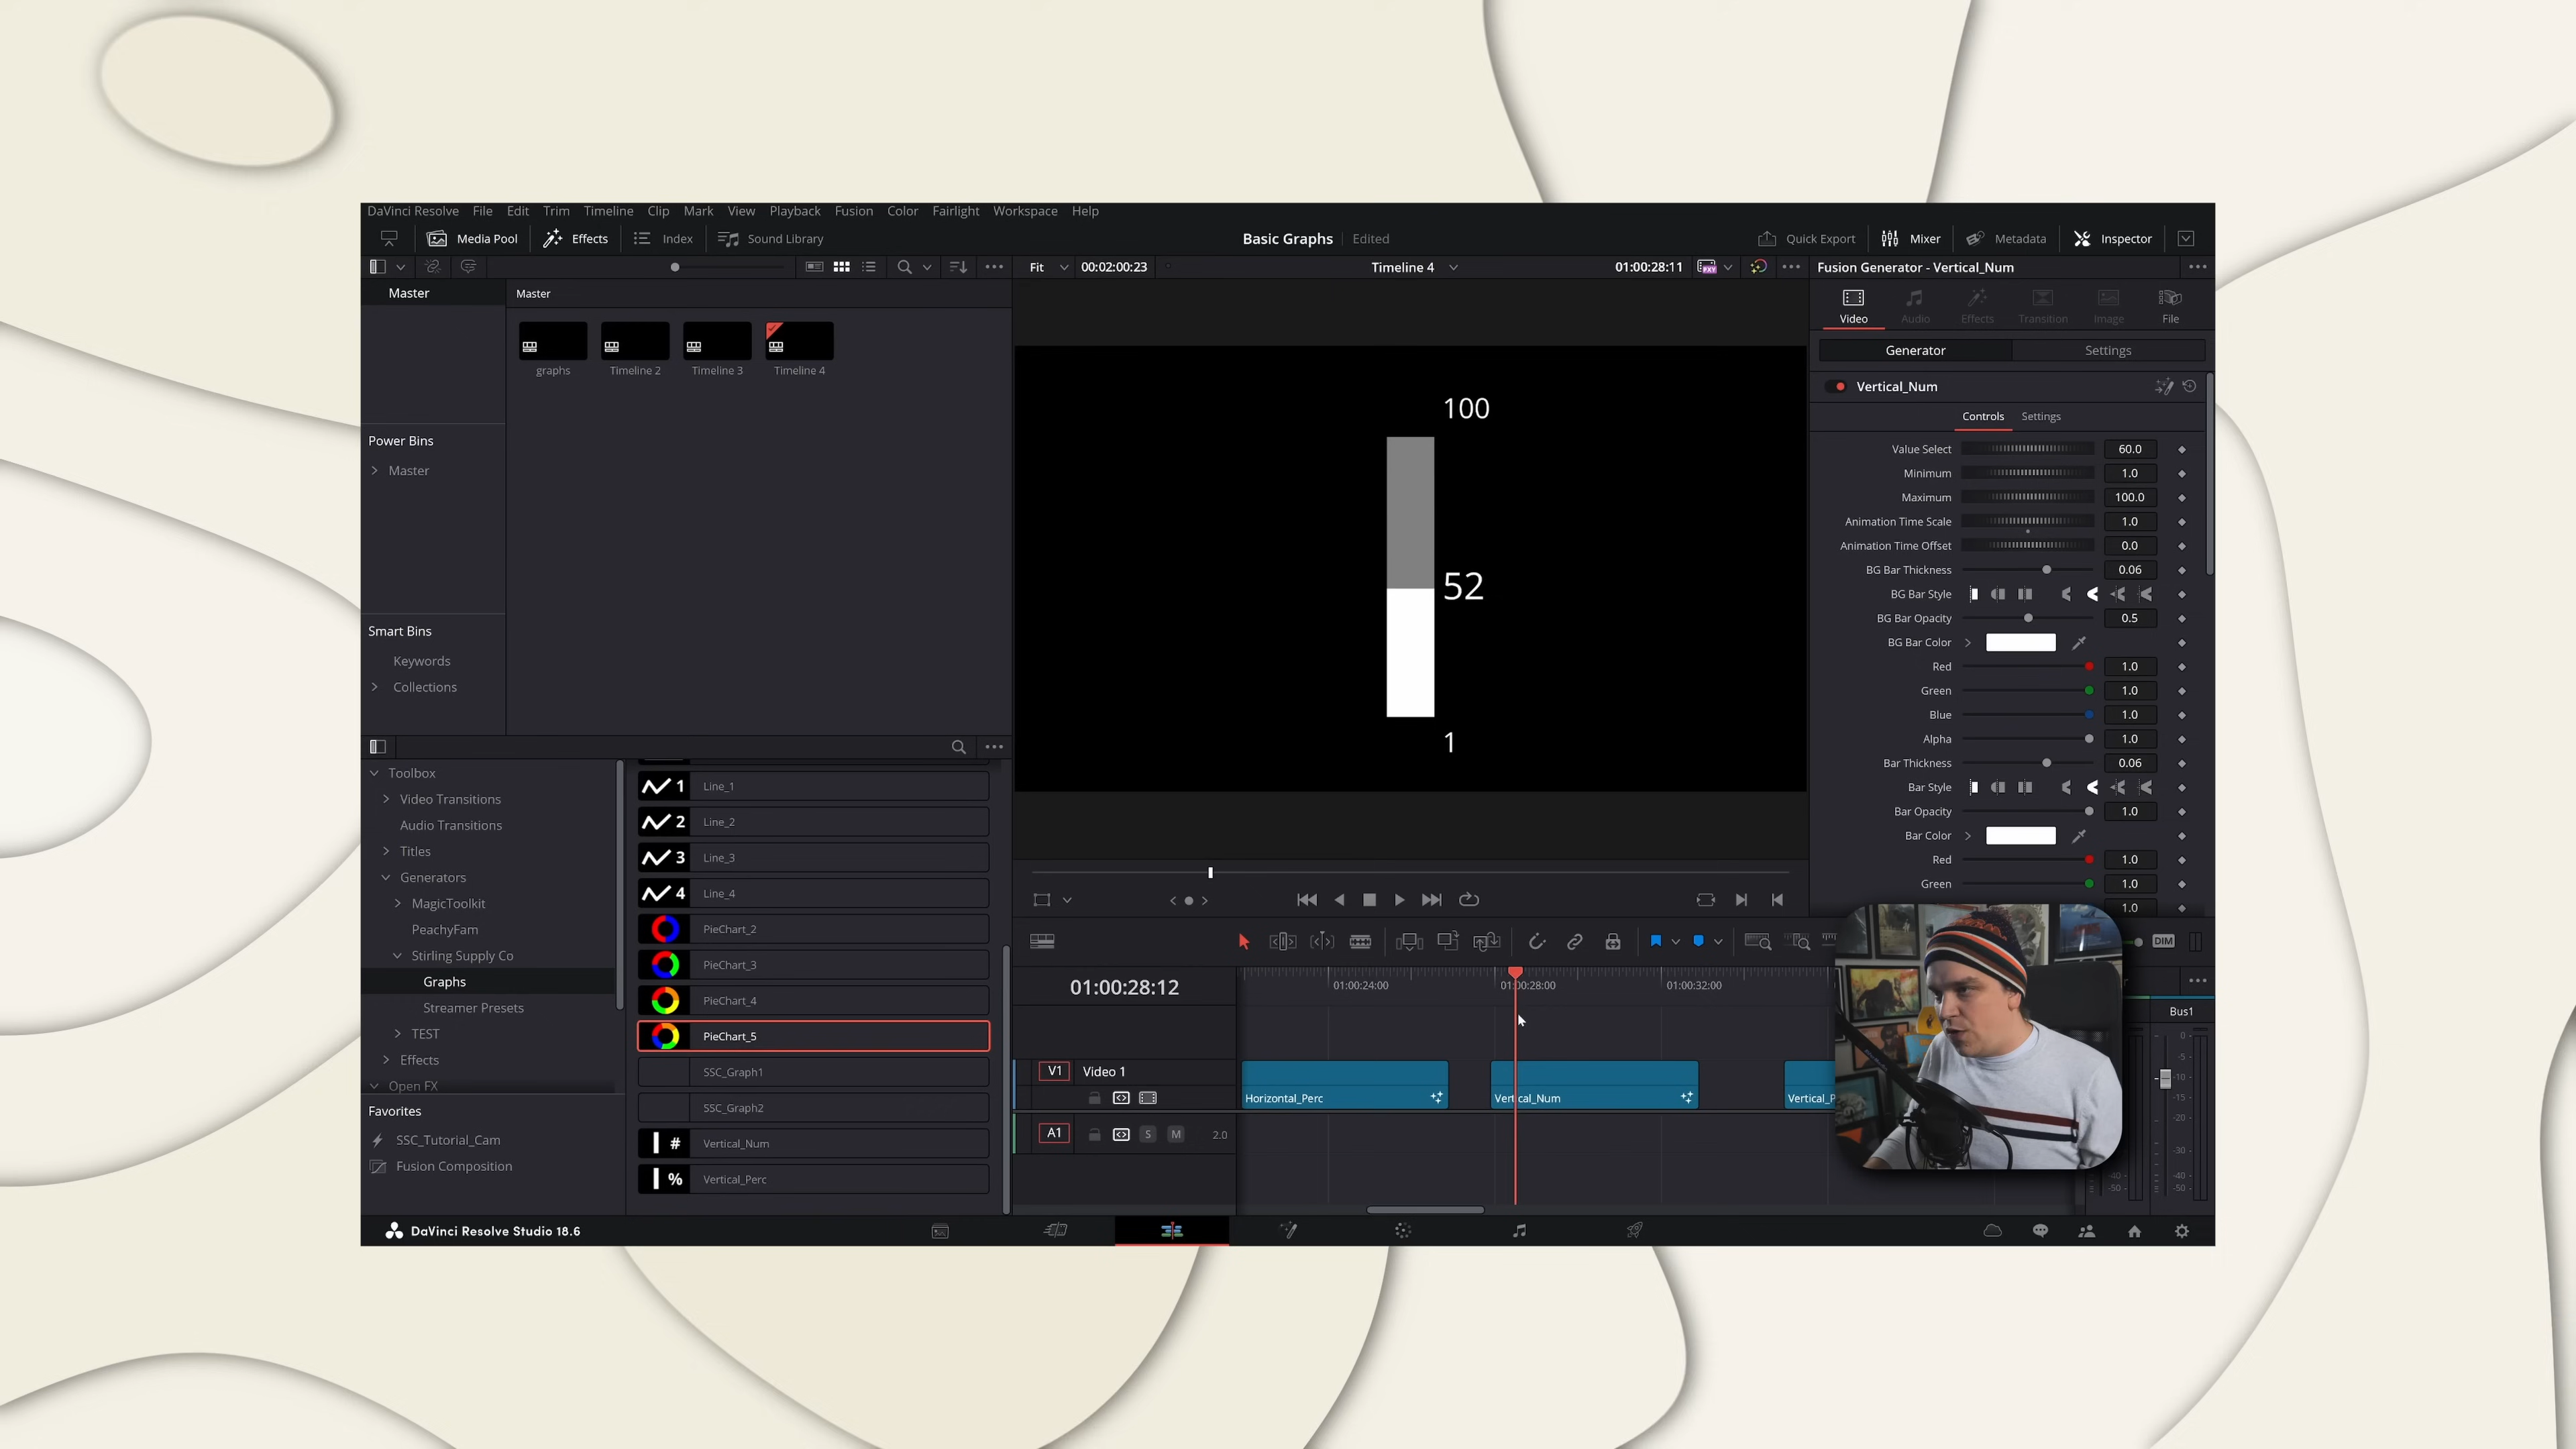 DaVinci Resolve File Edit Trim Timeline Clip Mark View Playback Fusion Color Fairlight Workspace Help
Media Pool Effects Index Sound Library Basic Graphs Edited Quick Export Mixer Metadata Inspector
Fit 00:02:00:23 Timeline 4 01:00:28:11 Fusion Generator - Vertical_Num
Master Master
graphs Timeline 2 Timeline 3 Timeline 4
Power Bins
Master
Smart Bins
Keywords
Collections
100
52
1
Video Audio Effects Transition Image File
Generator Settings
Vertical_Num
Controls Settings
Value Select 60.0
Minimum 1.0
Maximum 100.0
Animation Time Scale 1.0
Animation Time Offset 0.0
BG Bar Thickness 0.06
BG Bar Style
BG Bar Opacity 0.5
BG Bar Color
Red 1.0
Green 1.0
Blue 1.0
Alpha 1.0
Bar Thickness 0.06
Bar Style
Bar Opacity 1.0
Bar Color
Red 1.0
Green 1.0
1.0
Toolbox
Video Transitions
Audio Transitions
Titles
Generators
MagicToolkit
PeachyFam
Stirling Supply Co
Graphs
Streamer Presets
TEST
Effects
Open FX
Favorites
SSC_Tutorial_Cam
Fusion Composition
1 Line_1
2 Line_2
3 Line_3
4 Line_4
PieChart_2
PieChart_3
PieChart_4
PieChart_5
SSC_Graph1
SSC_Graph2
# Vertical_Num
% Vertical_Perc
DIM
01:00:28:12 01:00:24:00 01:00:28:00 01:00:32:00
Bus1
V1 Video 1
Horizontal_Perc Vertical_Num Vertical_P
A1 S M 2.0
0
-5
-10
-15
-20
-30
-40 -40
-50 -50
DaVinci Resolve Studio 18.6